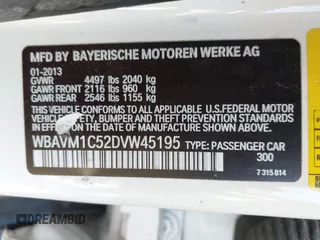 MFD BY BAYERISCHE MOTOREN WERKE AG
01-2013
GVWR 4497 lbs 2040 kg
GAWR FRONT 2116 lbs 960 kg
GAWR REAR 2546 lbs 1155 kg
THIS VEHICLE CONFORMS TO ALL APPLICABLE U.S.
FEDERAL MOTOR VEHICLE SAFETY, BUMPER, AND
THEFT PREVENTION STANDARDS IN EFFECT ON THE
DATE OF MANUFACTURE SHOWN ABOVE.
WBAVM1C52DVW45195 TYPE: PASSENGER CAR
300
7 315 814
DREAMBID